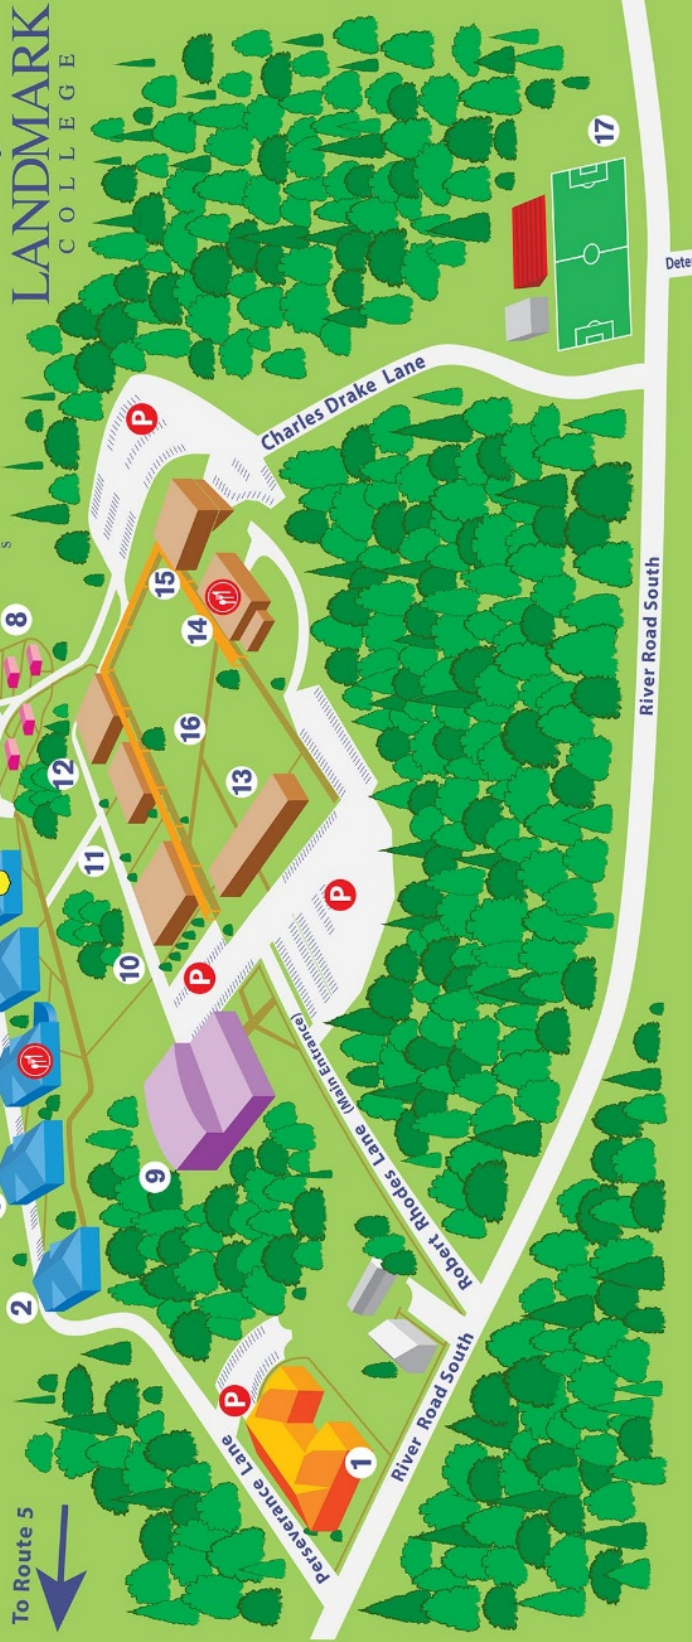 LANDMARK
COLLEGE
s
8
17
Dete
P
Charles Drake Lane
15
14
16
13
12
11
10
P
P
River Road South
9
Robert Rhodes Lane (Main Entrance)
2
P
1
Perseverance Lane
River Road South
To Route 5